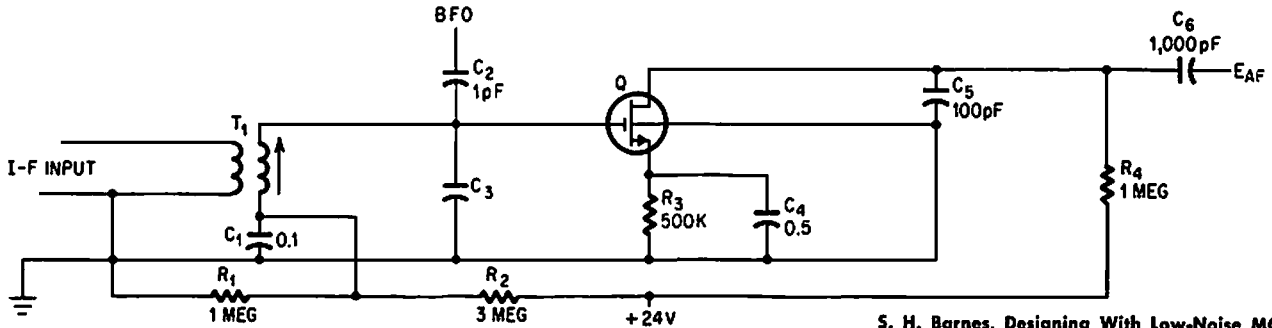 BFO
C2
1pF
C6
1,000pF
EAF
Q
C5
100pF
T1
I-F INPUT
C3
R3
500K
C4
0.5
R4
1 MEG
C1
0.1
R1
1 MEG
R2
3 MEG
+24V
S. H. Barnes, Designing With Low-Noise